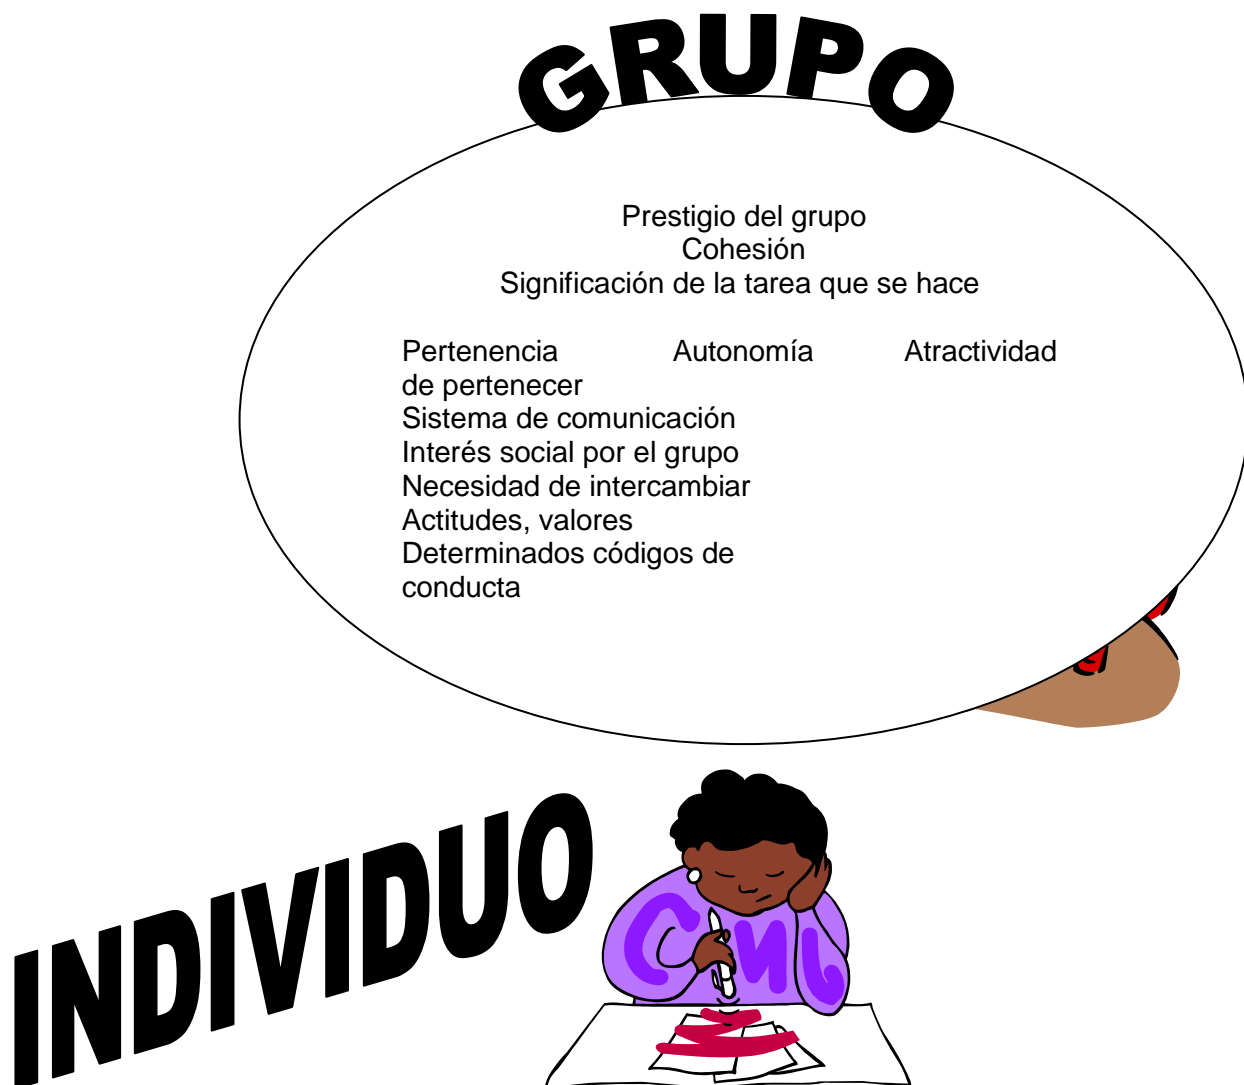 GRUPO
Prestigio del grupo
Cohesión
Significación de la tarea que se hace
Pertenencia Autonomía Atractividad
de pertenecer
Sistema de comunicación
Interés social por el grupo
Necesidad de intercambiar
Actitudes, valores
Determinados códigos de
conducta
INDIVIDUO